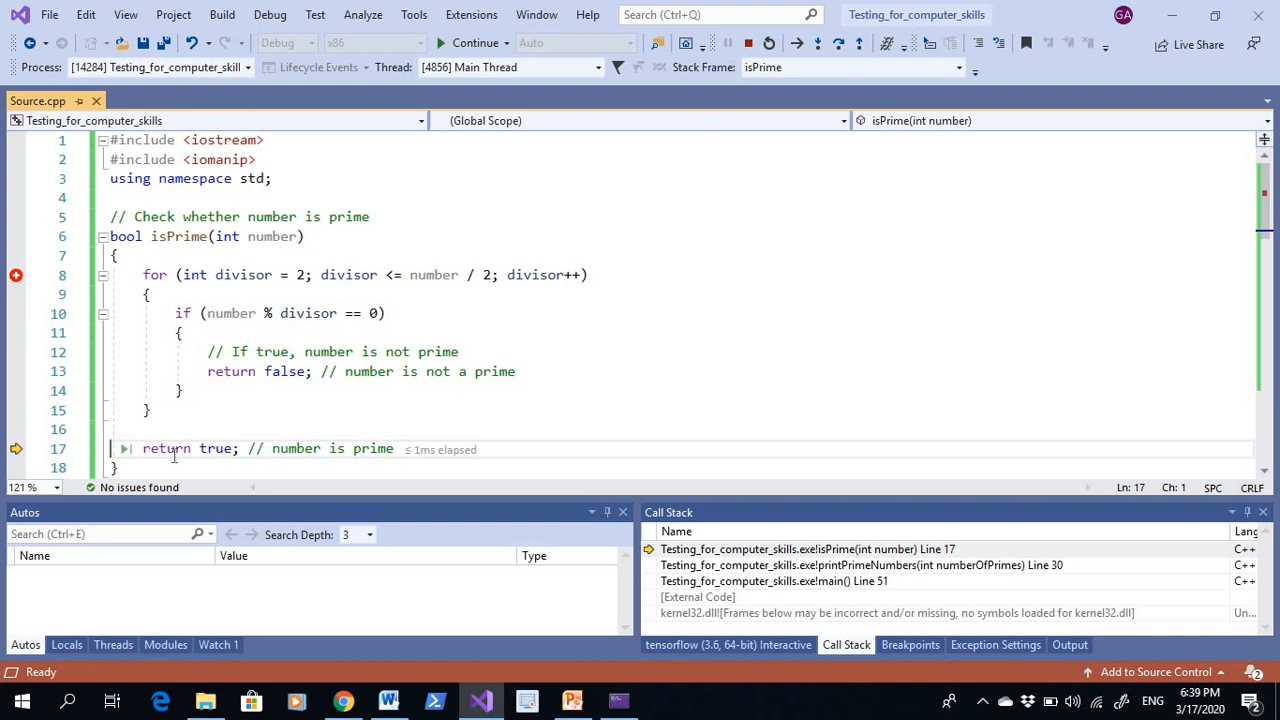 File Edit View Project Build Debug Test Analyze Tools Extensions Window Help Search (Ctrl+Q) Testing_for_computer_skills GA
Debug x86 Continue Auto Live Share
Process: [14284] Testing_for_computer_skill Lifecycle Events Thread: [4856] Main Thread Stack Frame: isPrime
Source.cpp
Testing_for_computer_skills (Global Scope) isPrime(int number)
1 #include <iostream>
2 #include <iomanip>
3 using namespace std;
4
5 // Check whether number is prime
6 bool isPrime(int number)
7 {
8 for (int divisor = 2; divisor <= number / 2; divisor++)
9 {
10 if (number % divisor == 0)
11 {
12 // If true, number is not prime
13 return false; // number is not a prime
14 }
15 }
16
17 return true; // number is prime ≤ 1ms elapsed
18 }
121 % No issues found Ln: 17 Ch: 1 SPC CRLF
Autos
Search (Ctrl+E) Search Depth: 3
Name Value Type
Call Stack
Name Lang
Testing_for_computer_skills.exe!isPrime(int number) Line 17 C++
Testing_for_computer_skills.exe!printPrimeNumbers(int numberOfPrimes) Line 30 C++
Testing_for_computer_skills.exe!main() Line 51 C++
[External Code]
kernel32.dll![Frames below may be incorrect and/or missing, no symbols loaded for kernel32.dll] Un...
Autos Locals Threads Modules Watch 1
tensorflow (3.6, 64-bit) Interactive Call Stack Breakpoints Exception Settings Output
Ready Add to Source Control 2
ENG 6:39 PM
3/17/2020 2